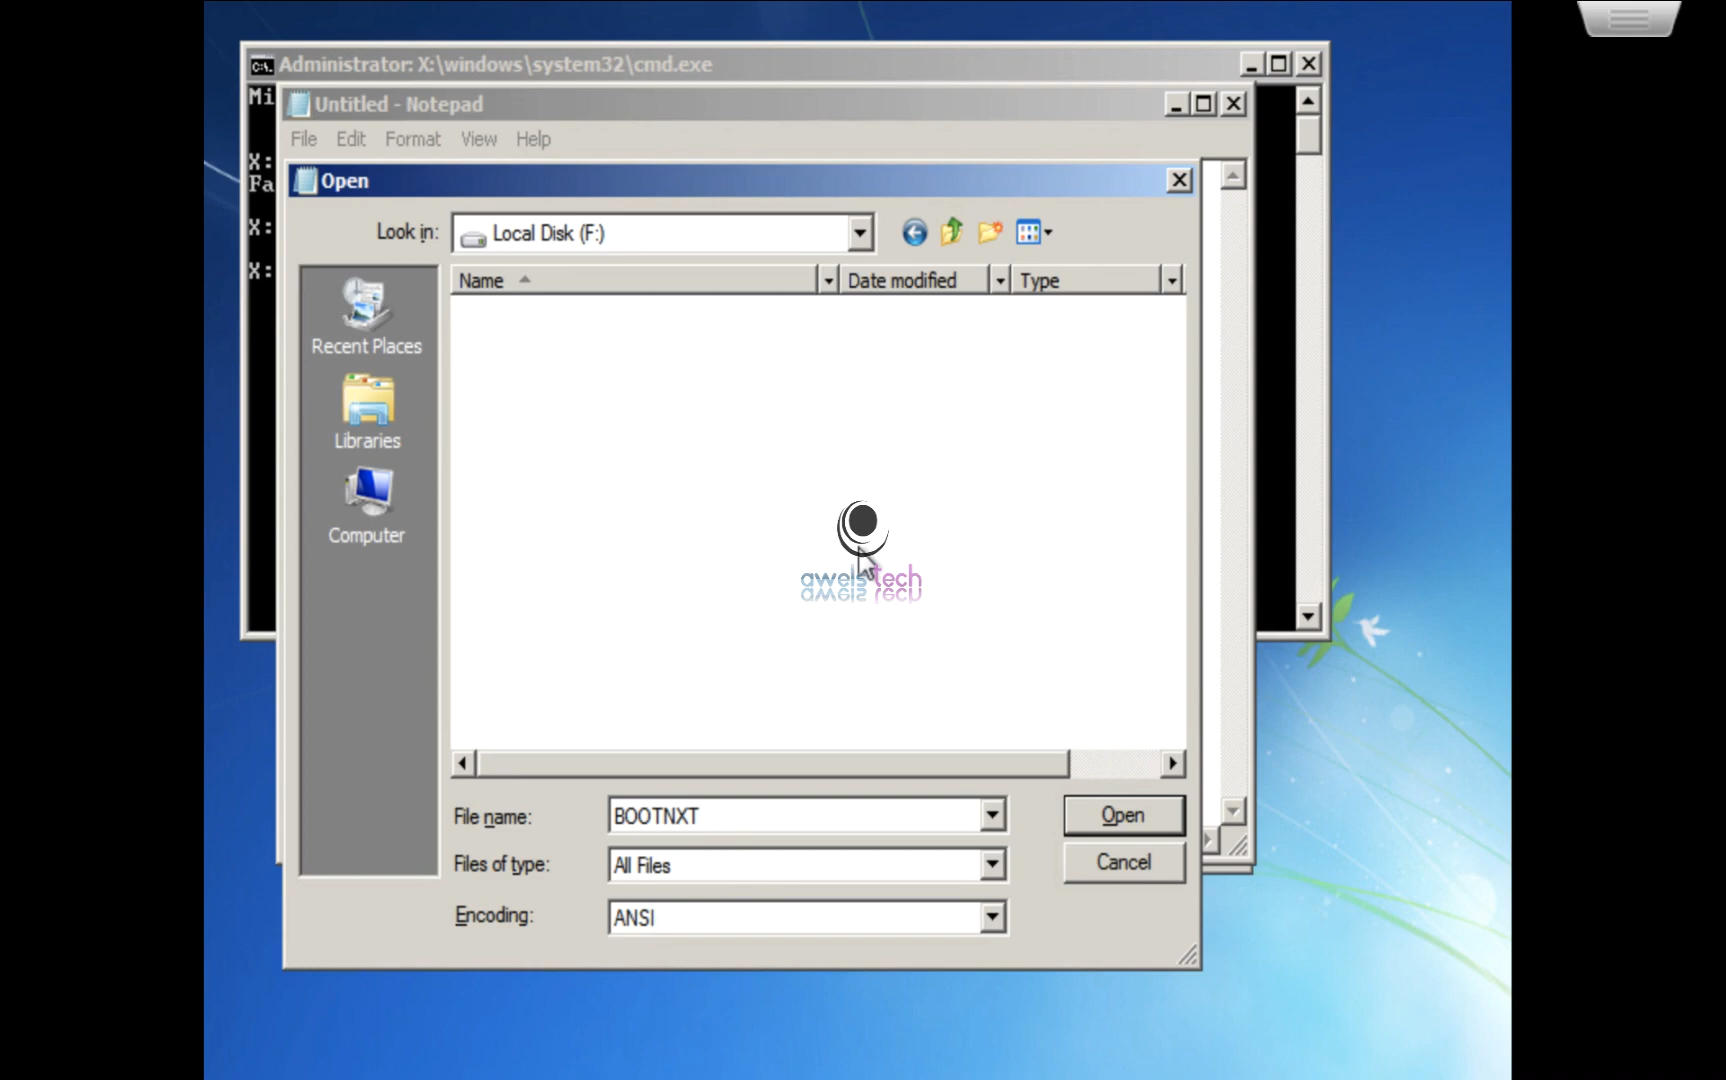 Administrator: X:\windows\system32\cmd.exe
Mi
Untitled - Notepad
File Edit Format View Help
X:
Fa
X:
X:
Open
Look in:
Local Disk (F:)
Name
Date modified
Type
Recent Places
Libraries
Computer
awelstech
File name:
BOOTNXT
Open
Files of type:
All Files
Cancel
Encoding:
ANSI